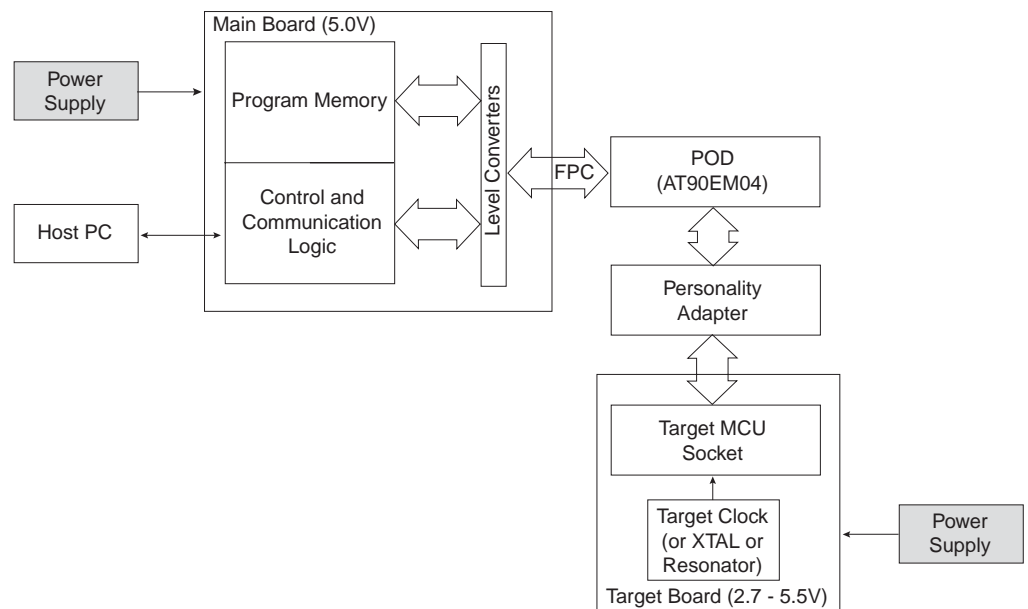 Main Board (5.0V)
Power
Supply
Program Memory
Control and
Communication
Logic
Host PC
Level Converters
FPC
POD
(AT90EM04)
Personality
Adapter
Target MCU
Socket
Target Clock
(or XTAL or
Resonator)
Target Board (2.7 - 5.5V)
Power
Supply